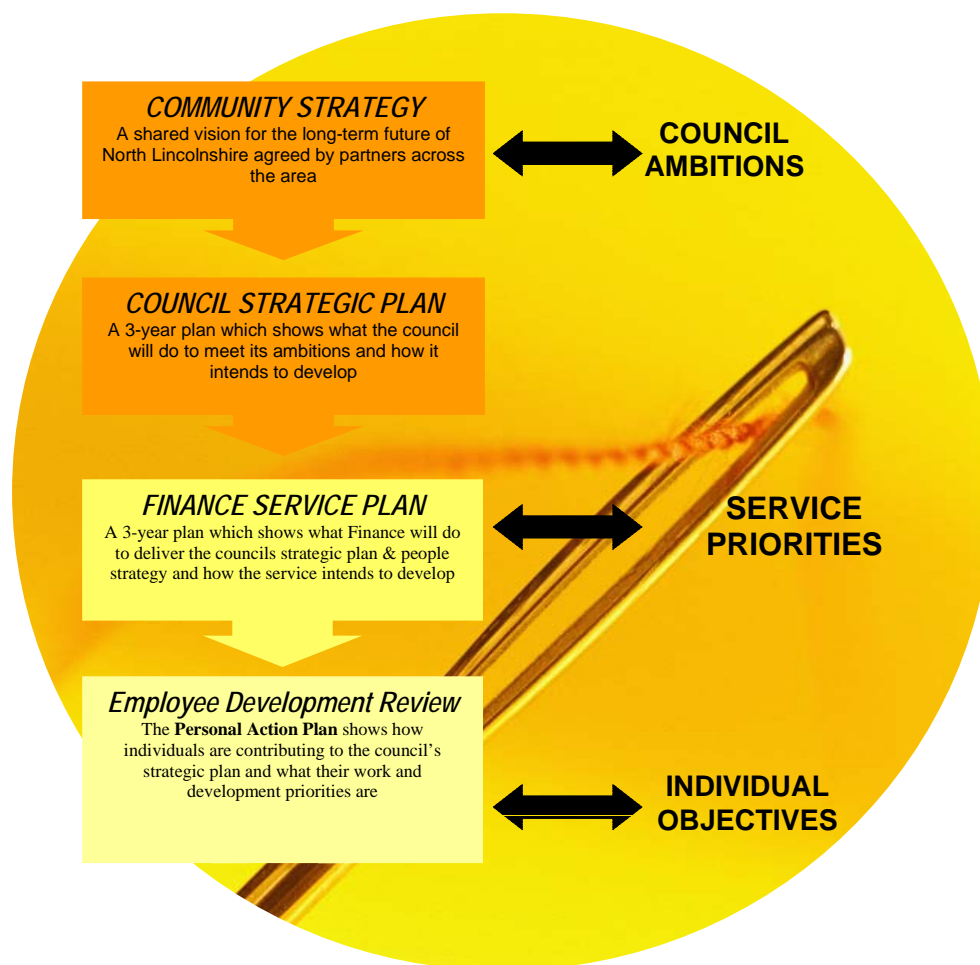 COMMUNITY STRATEGY
A shared vision for the long-term future of
North Lincolnshire agreed by partners across
the area
COUNCIL
AMBITIONS
COUNCIL STRATEGIC PLAN
A 3-year plan which shows what the council
will do to meet its ambitions and how it
intends to develop
FINANCE SERVICE PLAN
A 3-year plan which shows what Finance will do
to deliver the councils strategic plan & people
strategy and how the service intends to develop
SERVICE
PRIORITIES
Employee Development Review
The Personal Action Plan shows how
individuals are contributing to the council’s
strategic plan and what their work and
development priorities are
INDIVIDUAL
OBJECTIVES